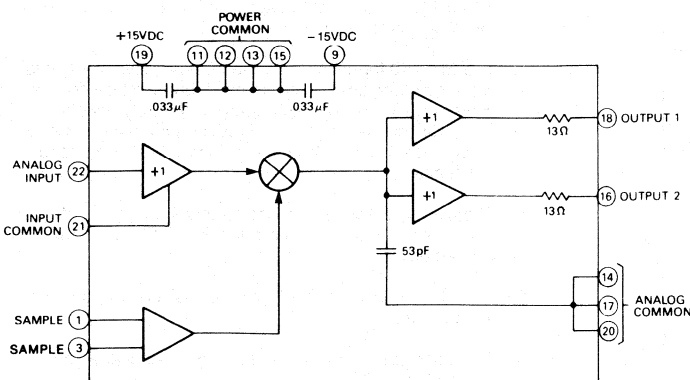 POWER
COMMON
+15VDC
-15VDC
19
11
12
13
15
9
.033µF
.033µF
+1
18
OUTPUT 1
13Ω
ANALOG
INPUT
22
+1
+1
16
OUTPUT 2
13Ω
INPUT
COMMON
21
53pF
14
17
20
ANALOG
COMMON
SAMPLE
1
SAMPLE
3